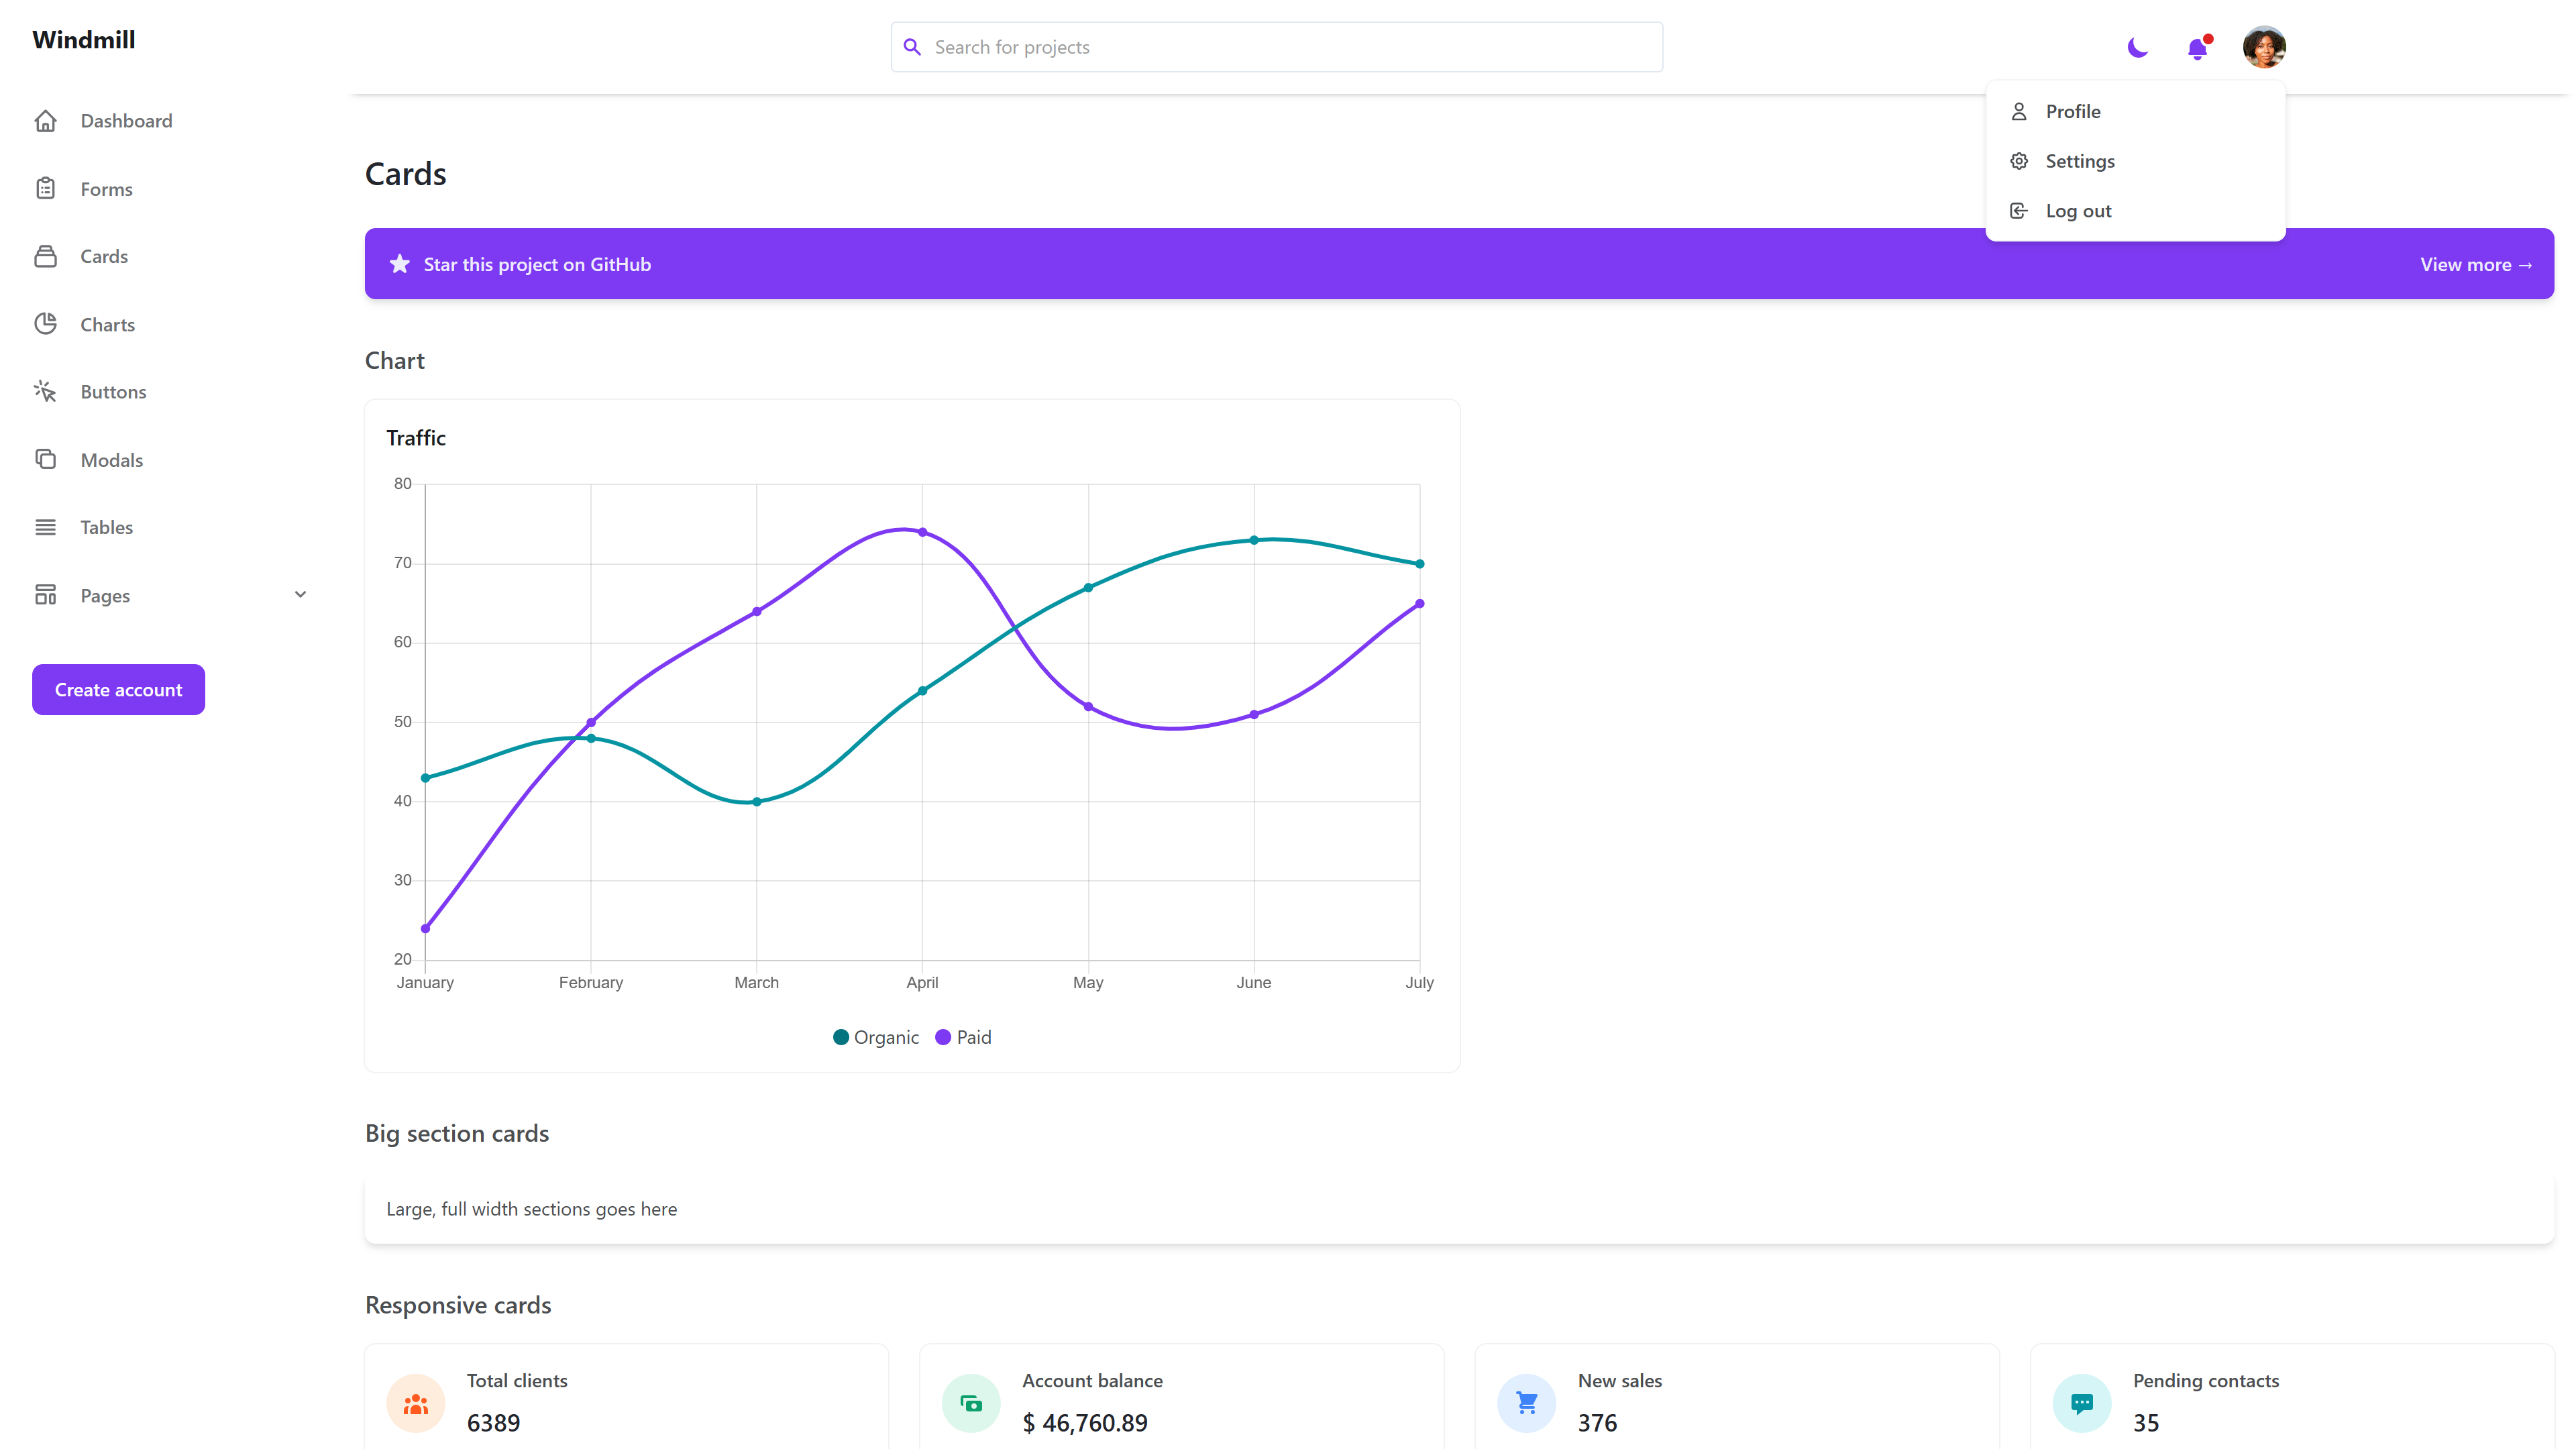 Windmill
Search for projects
Dashboard
Forms
Cards
Charts
Buttons
Modals
Tables
Pages
Create account
Profile
Settings
Log out
Cards
Star this project on GitHub
View more →
Chart
Traffic
80
70
60
50
40
30
20
January February March April May June July
Organic Paid
Big section cards
Large, full width sections goes here
Responsive cards
Total clients
6389
Account balance
$ 46,760.89
New sales
376
Pending contacts
35